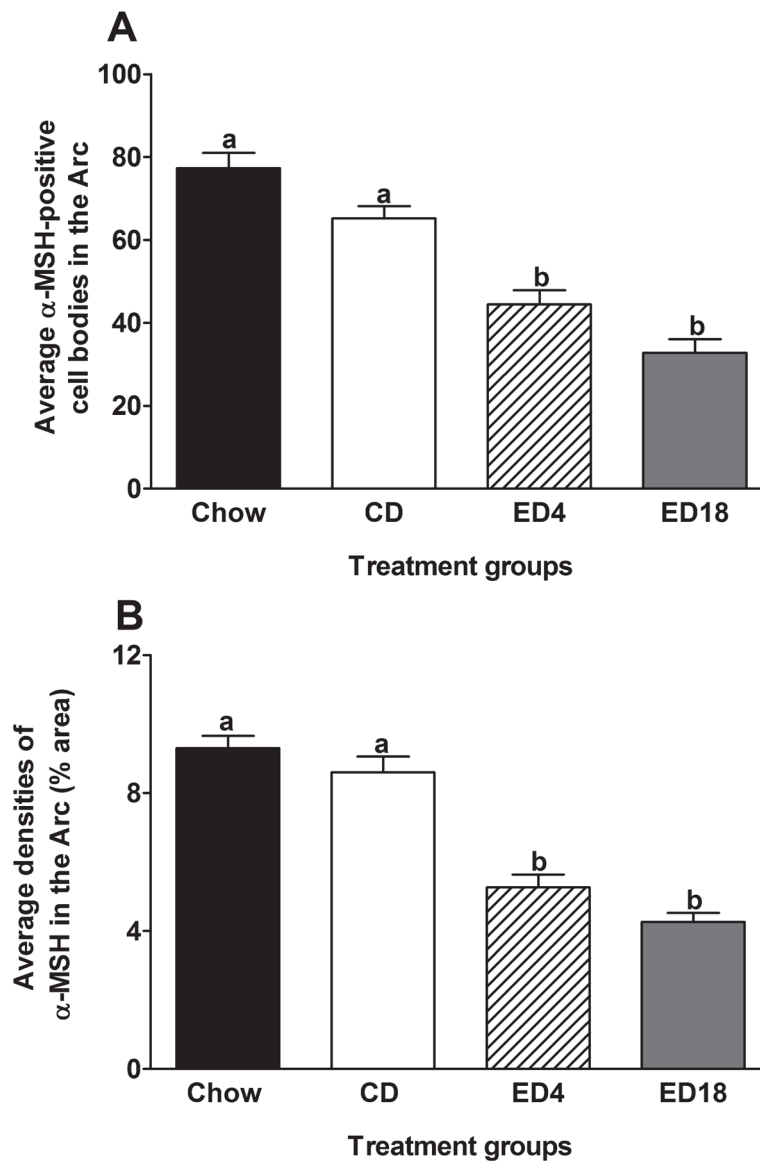 A
Average α-MSH-positive
cell bodies in the Arc
100
80
60
40
20
0
a
a
b
b
Chow CD ED4 ED18
Treatment groups
B
Average densities of
α-MSH in the Arc (% area)
12
8
4
0
a
a
b
b
Chow CD ED4 ED18
Treatment groups